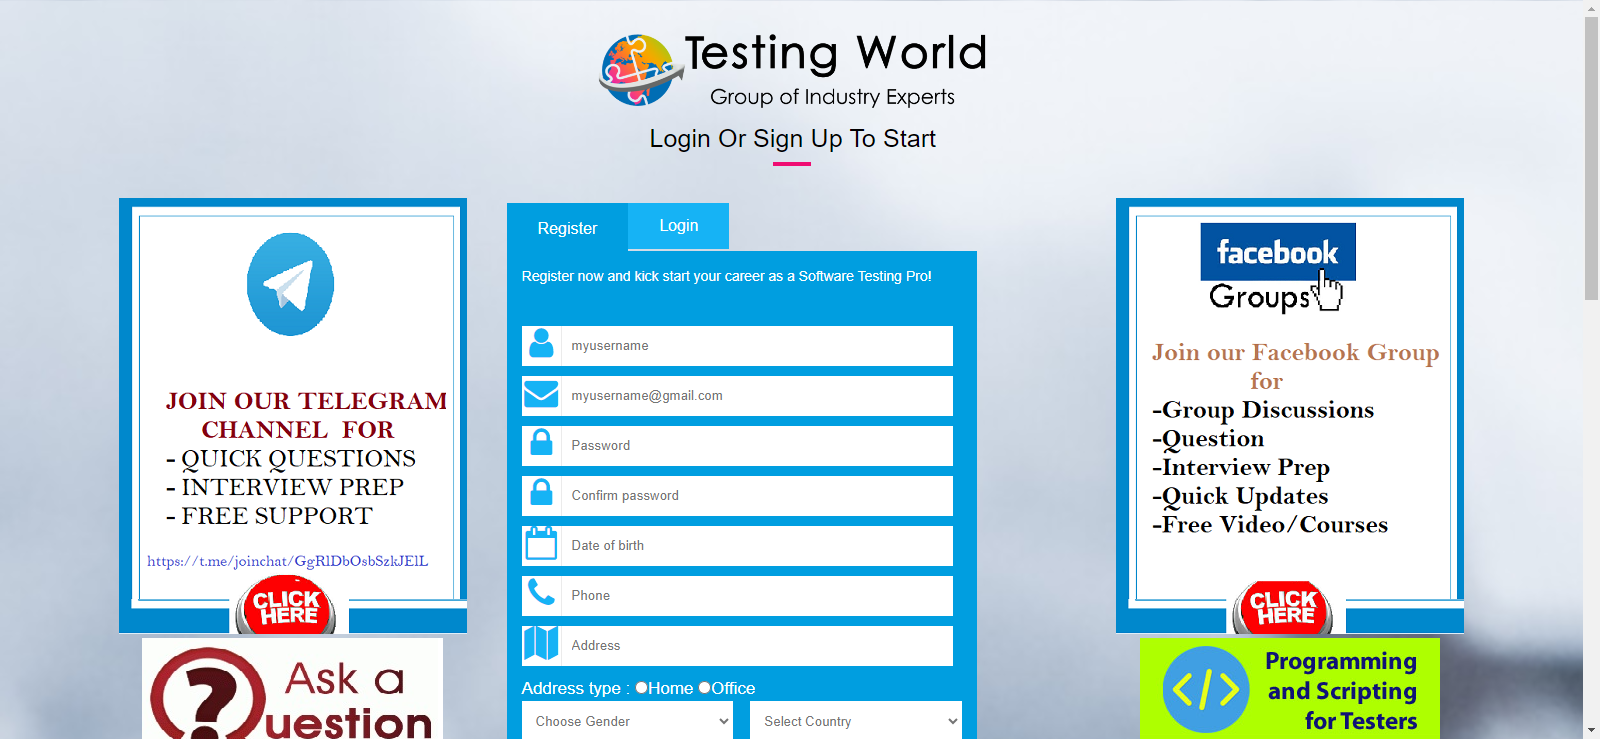 Testing World
Group of Industry Experts
Login Or Sign Up To Start
JOIN OUR TELEGRAM
CHANNEL FOR
- QUICK QUESTIONS
- INTERVIEW PREP
- FREE SUPPORT
https://t.me/joinchat/GgRlDbOsbSzkJElL
CLICK
HERE
Ask a
uestion
Register
Login
Register now and kick start your career as a Software Testing Pro!
myusername
myusername@gmail.com
Password
Confirm password
Date of birth
Phone
Address
Address type : Home Office
Choose Gender
Select Country
facebook
Groups
Join our Facebook Group
for
-Group Discussions
-Question
-Interview Prep
-Quick Updates
-Free Video/Courses
CLICK
HERE
</> Programming
and Scripting
for Testers